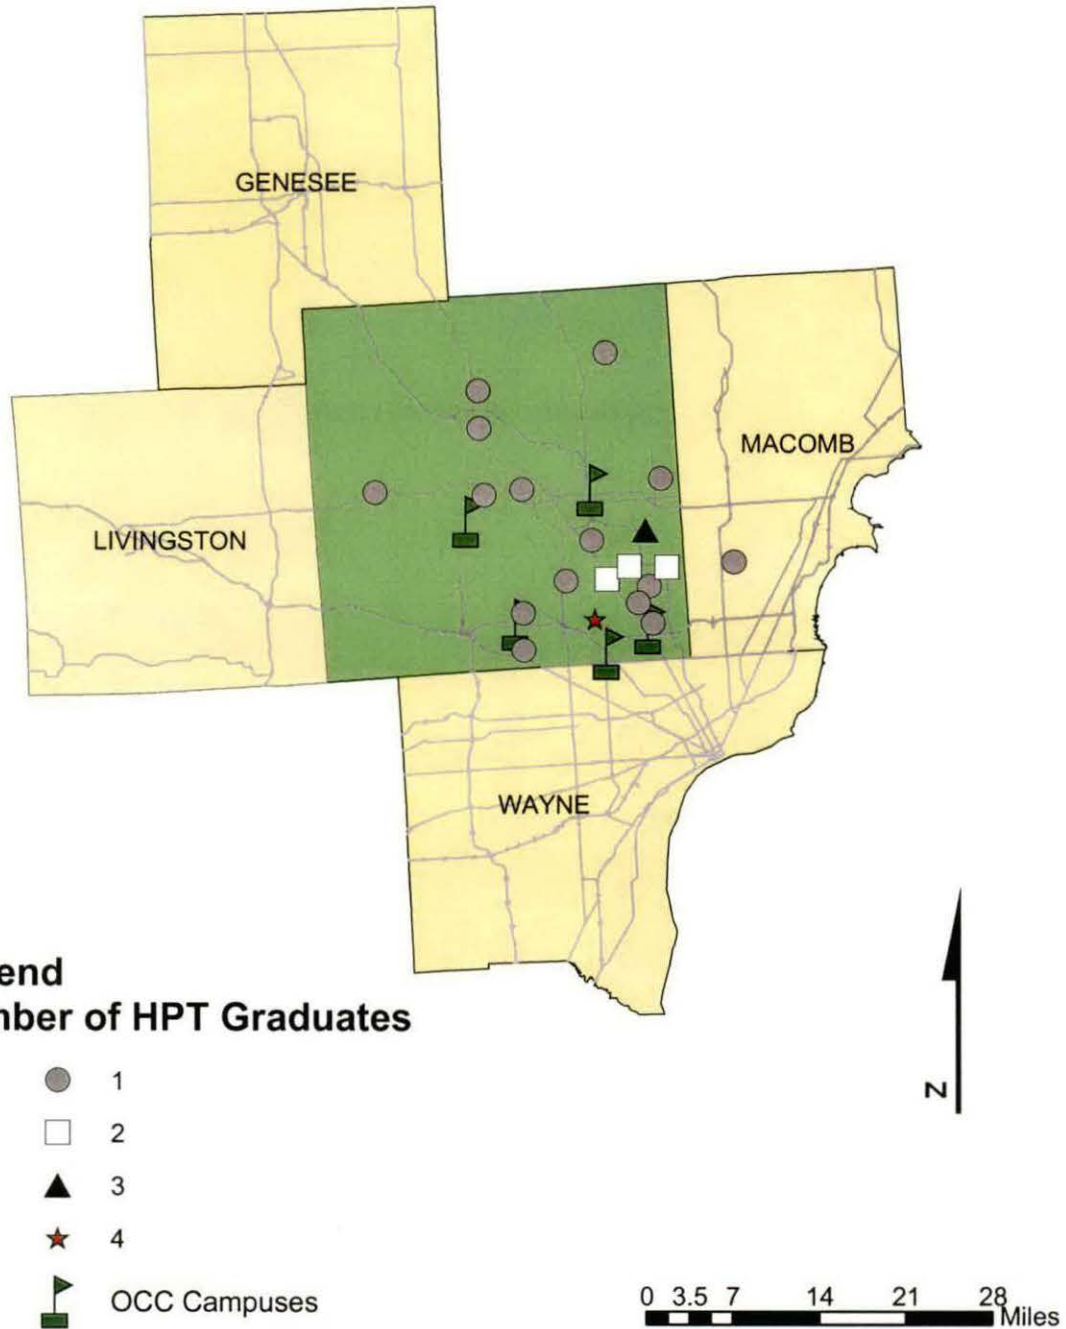 GENESEE
MACOMB
LIVINGSTON
WAYNE
end
nber of HPT Graduates
1
2
3
4
OCC Campuses
N
0 3.5 7 14 21 28
Miles